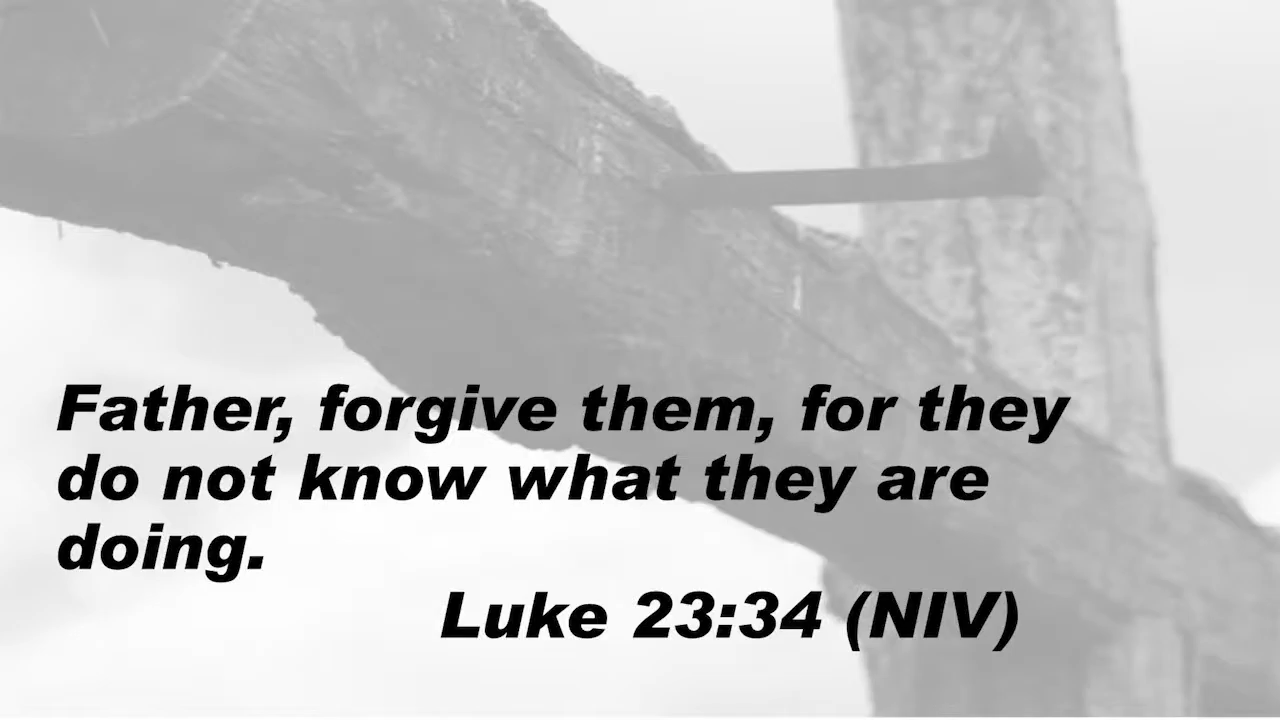 Father, forgive them, for they
do not know what they are
doing.
Luke 23:34 (NIV)